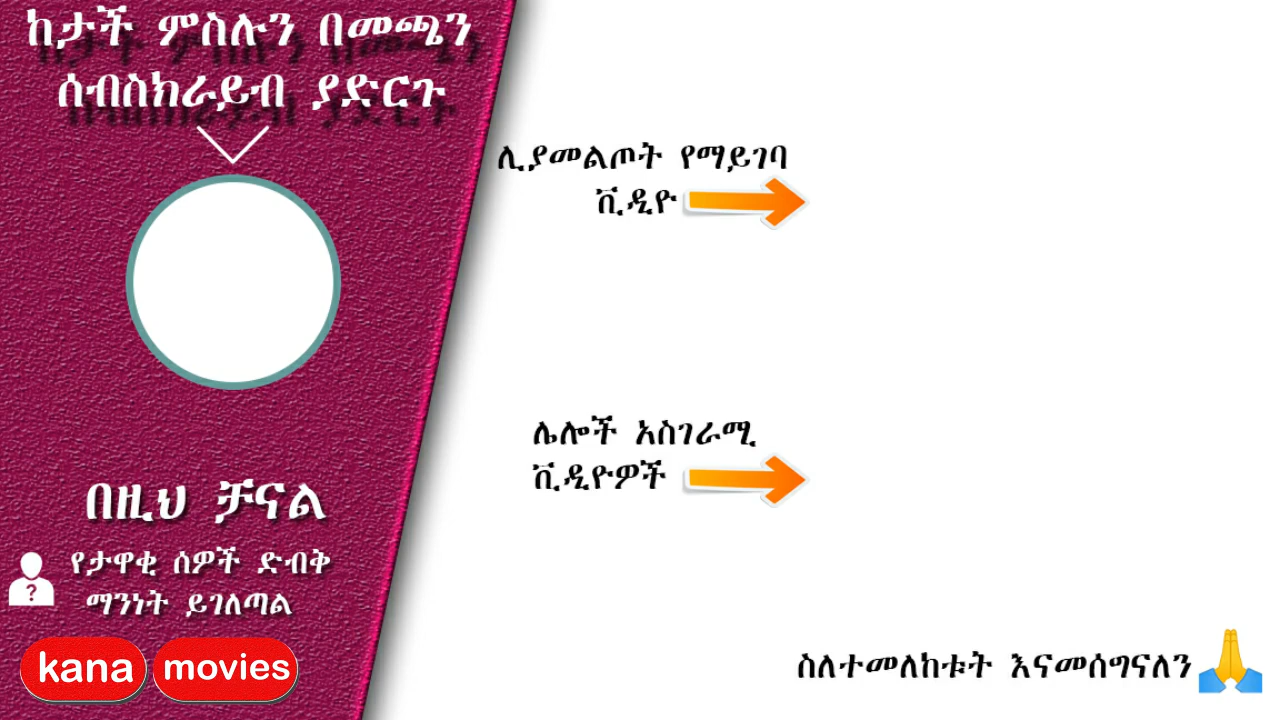 ከታች ምስሉን በመጫን
ሰብስክራይብ ያድርጉ
ሊያመልጦት የማይገባ
ቪዲዮ
ሌሎች አስገራሚ
ቪዲዮዎች
በዚህ ቻናል
የታዋቂ ሰዎች ድብቅ
ማንነት ይገለጣል
?
kana movies
ስለተመለከቱት እናመሰግናለን